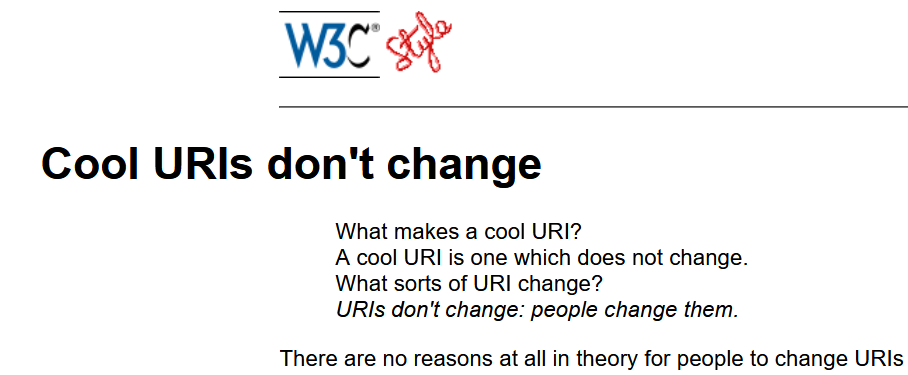 W3C® Style
Cool URIs don't change
What makes a cool URI?
A cool URI is one which does not change.
What sorts of URI change?
URIs don't change: people change them.
There are no reasons at all in theory for people to change URIs